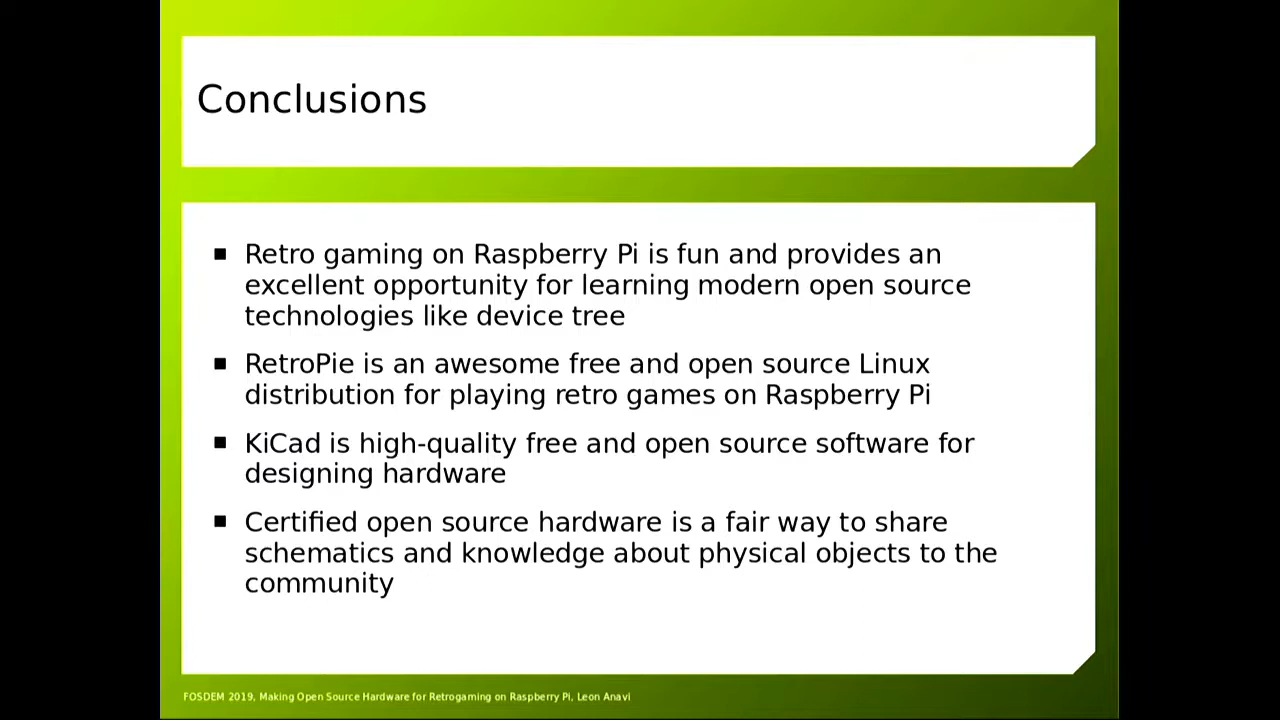 Conclusions
■ Retro gaming on Raspberry Pi is fun and provides an
excellent opportunity for learning modern open source
technologies like device tree
■ RetroPie is an awesome free and open source Linux
distribution for playing retro games on Raspberry Pi
■ KiCad is high-quality free and open source software for
designing hardware
■ Certified open source hardware is a fair way to share
schematics and knowledge about physical objects to the
community
FOSDEM 2019, Making Open Source Hardware for Retrogaming on Raspberry Pi, Leon Anavi